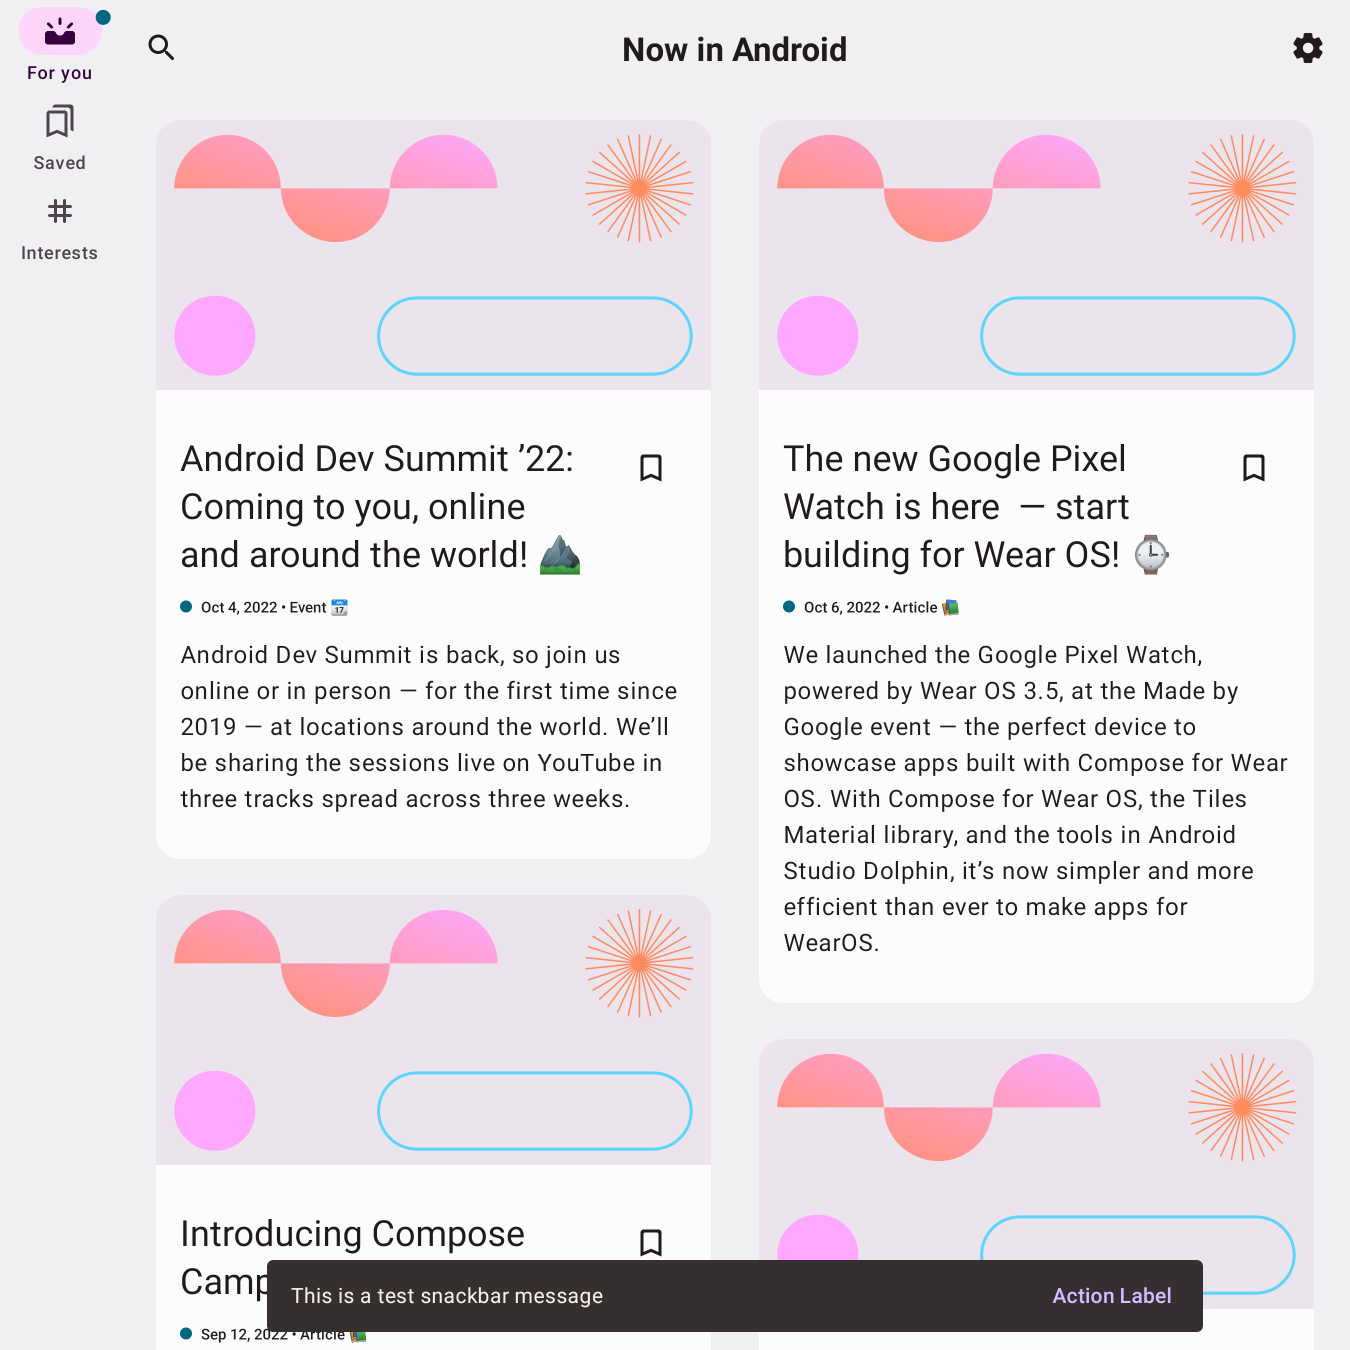 For you
Saved
Interests
Now in Android
Android Dev Summit ’22:
Coming to you, online
and around the world! ⛰️
Oct 4, 2022 • Event 📅
Android Dev Summit is back, so join us
online or in person — for the first time since
2019 — at locations around the world. We’ll
be sharing the sessions live on YouTube in
three tracks spread across three weeks.
The new Google Pixel
Watch is here  — start
building for Wear OS! ⌚
Oct 6, 2022 • Article 📚
We launched the Google Pixel Watch,
powered by Wear OS 3.5, at the Made by
Google event — the perfect device to
showcase apps built with Compose for Wear
OS. With Compose for Wear OS, the Tiles
Material library, and the tools in Android
Studio Dolphin, it’s now simpler and more
efficient than ever to make apps for
WearOS.
Introducing Compose
Camp
Sep 12, 2022 • Article 📚
This is a test snackbar message
Action Label